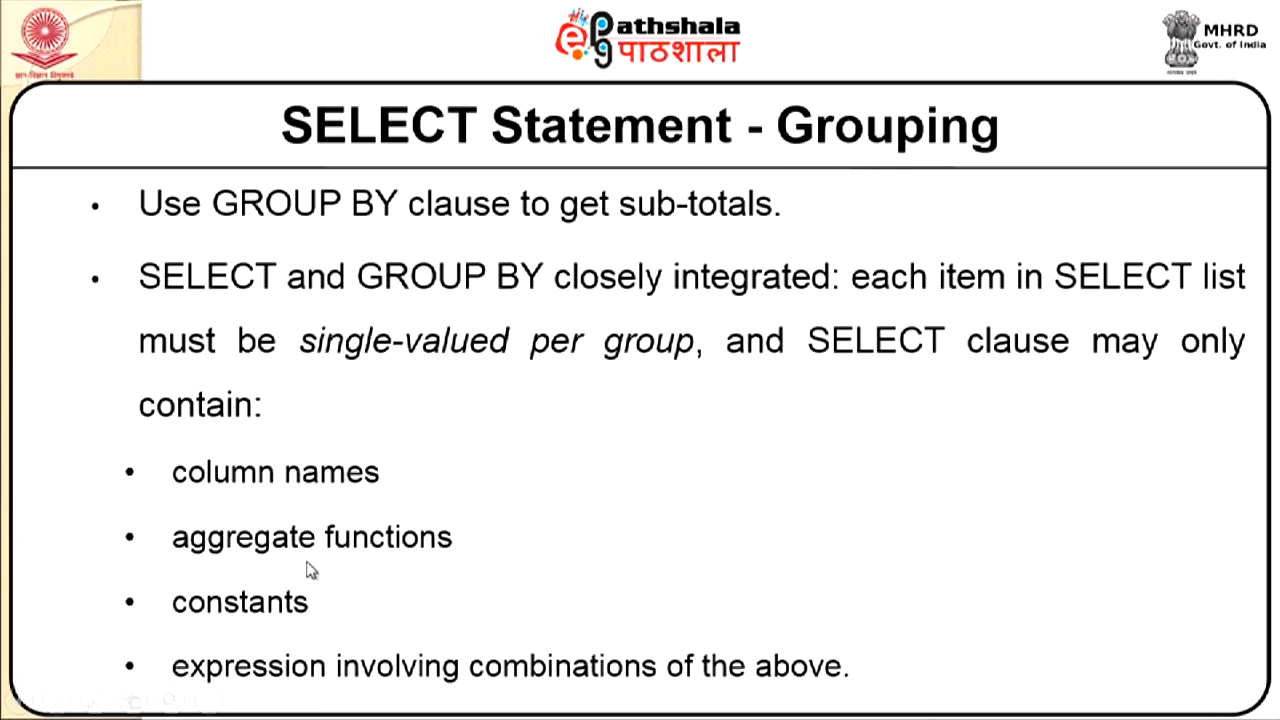 ज्ञान-विज्ञान विमुक्तये
ePathshala
पाठशाला
MHRD
Govt. of India
SELECT Statement - Grouping
• Use GROUP BY clause to get sub-totals.
• SELECT and GROUP BY closely integrated: each item in SELECT list
must be single-valued per group, and SELECT clause may only
contain:
• column names
• aggregate functions
• constants
• expression involving combinations of the above.